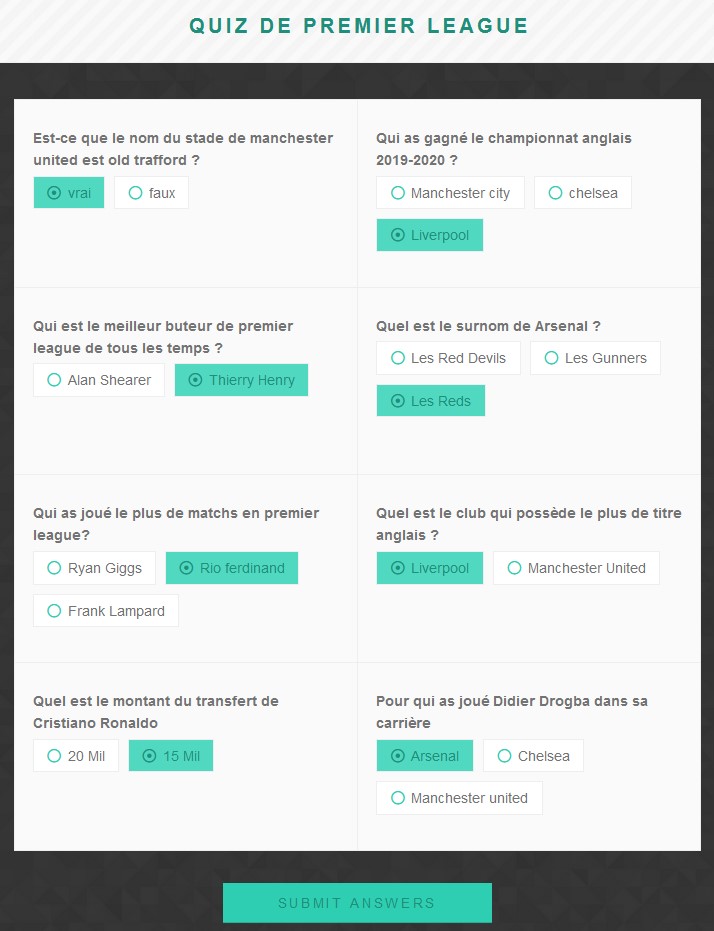 QUIZ DE PREMIER LEAGUE
Est-ce que le nom du stade de manchester
united est old trafford ?
vrai
faux
Qui as gagné le championnat anglais
2019-2020 ?
Manchester city
chelsea
Liverpool
Qui est le meilleur buteur de premier
league de tous les temps ?
Alan Shearer
Thierry Henry
Quel est le surnom de Arsenal ?
Les Red Devils
Les Gunners
Les Reds
Qui as joué le plus de matchs en premier
league?
Ryan Giggs
Rio ferdinand
Frank Lampard
Quel est le club qui possède le plus de titre
anglais ?
Liverpool
Manchester United
Quel est le montant du transfert de
Cristiano Ronaldo
20 Mil
15 Mil
Pour qui as joué Didier Drogba dans sa
carrière
Arsenal
Chelsea
Manchester united
SUBMIT ANSWERS